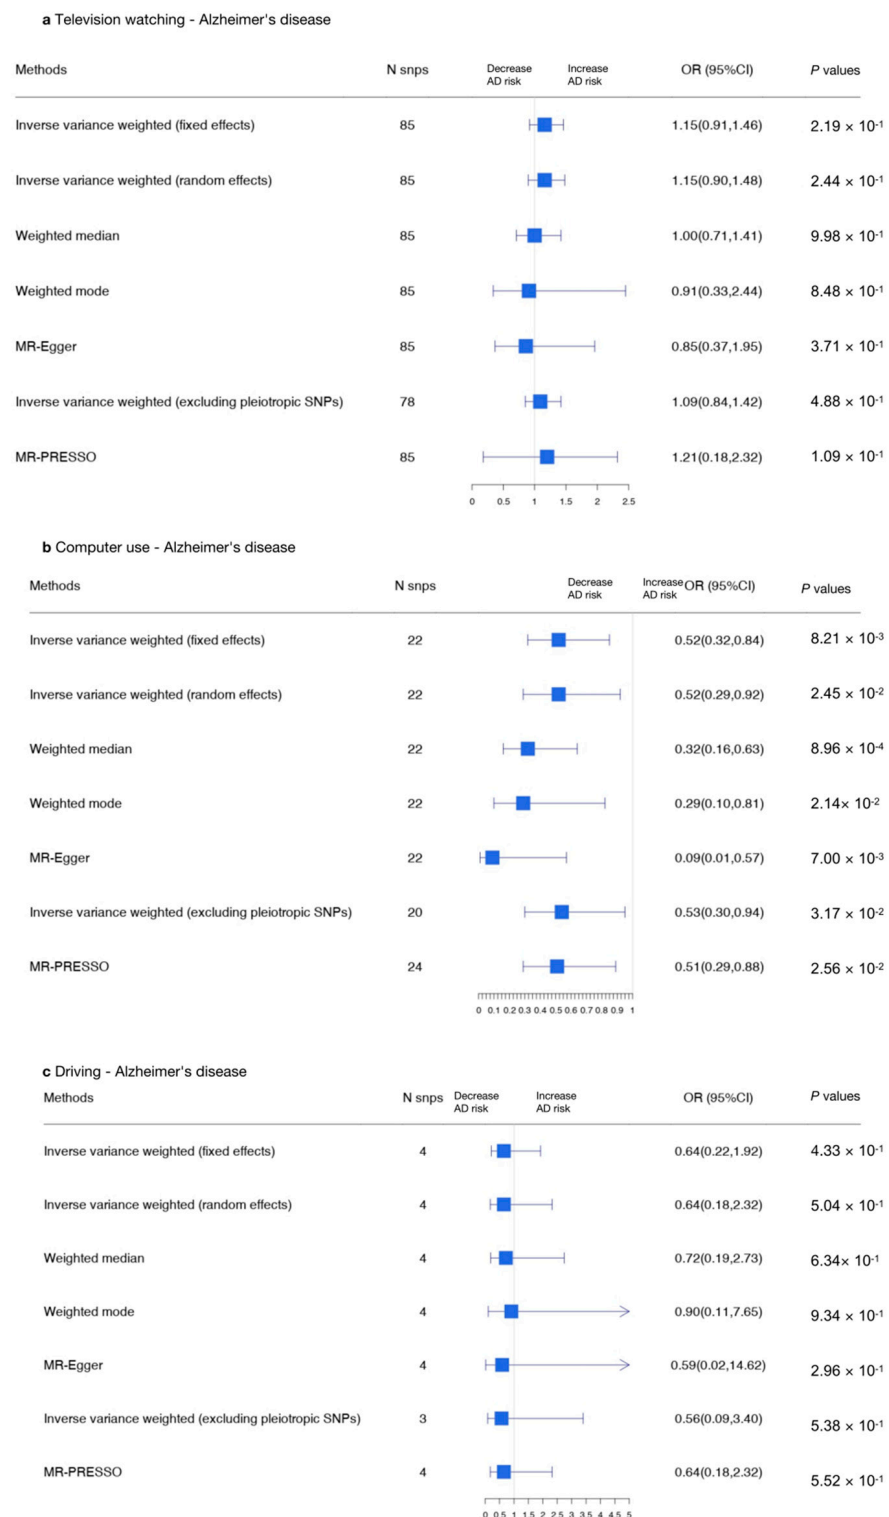 a Television watching - Alzheimer's disease
Methods N snps Decrease AD risk Increase AD risk OR (95%CI) P values
Inverse variance weighted (fixed effects) 85 1.15(0.91,1.46) 2.19 × 10⁻¹
Inverse variance weighted (random effects) 85 1.15(0.90,1.48) 2.44 × 10⁻¹
Weighted median 85 1.00(0.71,1.41) 9.98 × 10⁻¹
Weighted mode 85 0.91(0.33,2.44) 8.48 × 10⁻¹
MR-Egger 85 0.85(0.37,1.95) 3.71 × 10⁻¹
Inverse variance weighted (excluding pleiotropic SNPs) 78 1.09(0.84,1.42) 4.88 × 10⁻¹
MR-PRESSO 85 1.21(0.18,2.32) 1.09 × 10⁻¹
0 0.5 1 1.5 2 2.5
b Computer use - Alzheimer's disease
Methods N snps Decrease AD risk Increase AD risk OR (95%CI) P values
Inverse variance weighted (fixed effects) 22 0.52(0.32,0.84) 8.21 × 10⁻³
Inverse variance weighted (random effects) 22 0.52(0.29,0.92) 2.45 × 10⁻²
Weighted median 22 0.32(0.16,0.63) 8.96 × 10⁻⁴
Weighted mode 22 0.29(0.10,0.81) 2.14× 10⁻²
MR-Egger 22 0.09(0.01,0.57) 7.00 × 10⁻³
Inverse variance weighted (excluding pleiotropic SNPs) 20 0.53(0.30,0.94) 3.17 × 10⁻²
MR-PRESSO 24 0.51(0.29,0.88) 2.56 × 10⁻²
0 0.1 0.2 0.3 0.4 0.5 0.6 0.7 0.8 0.9 1
c Driving - Alzheimer's disease
Methods N snps Decrease AD risk Increase AD risk OR (95%CI) P values
Inverse variance weighted (fixed effects) 4 0.64(0.22,1.92) 4.33 × 10⁻¹
Inverse variance weighted (random effects) 4 0.64(0.18,2.32) 5.04 × 10⁻¹
Weighted median 4 0.72(0.19,2.73) 6.34× 10⁻¹
Weighted mode 4 0.90(0.11,7.65) 9.34 × 10⁻¹
MR-Egger 4 0.59(0.02,14.62) 2.96 × 10⁻¹
Inverse variance weighted (excluding pleiotropic SNPs) 3 0.56(0.09,3.40) 5.38 × 10⁻¹
MR-PRESSO 4 0.64(0.18,2.32) 5.52 × 10⁻¹
0 0.5 1 1.5 2 2.5 3 3.5 4 4.5 5